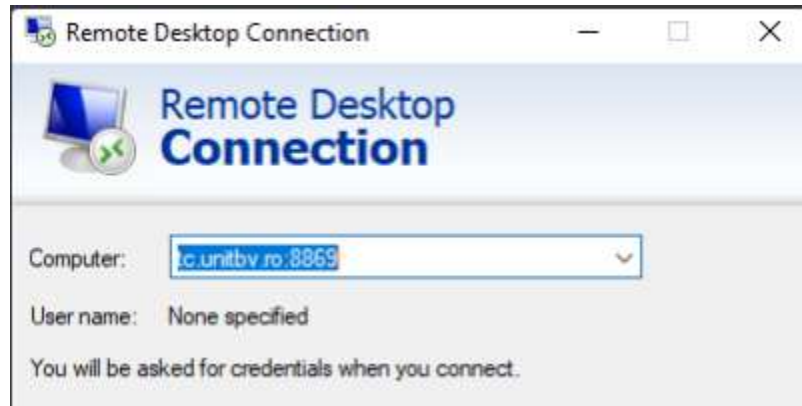 Remote Desktop Connection
Remote Desktop
Connection
Computer: tc.unitbv.ro:8869
User name: None specified
You will be asked for credentials when you connect.